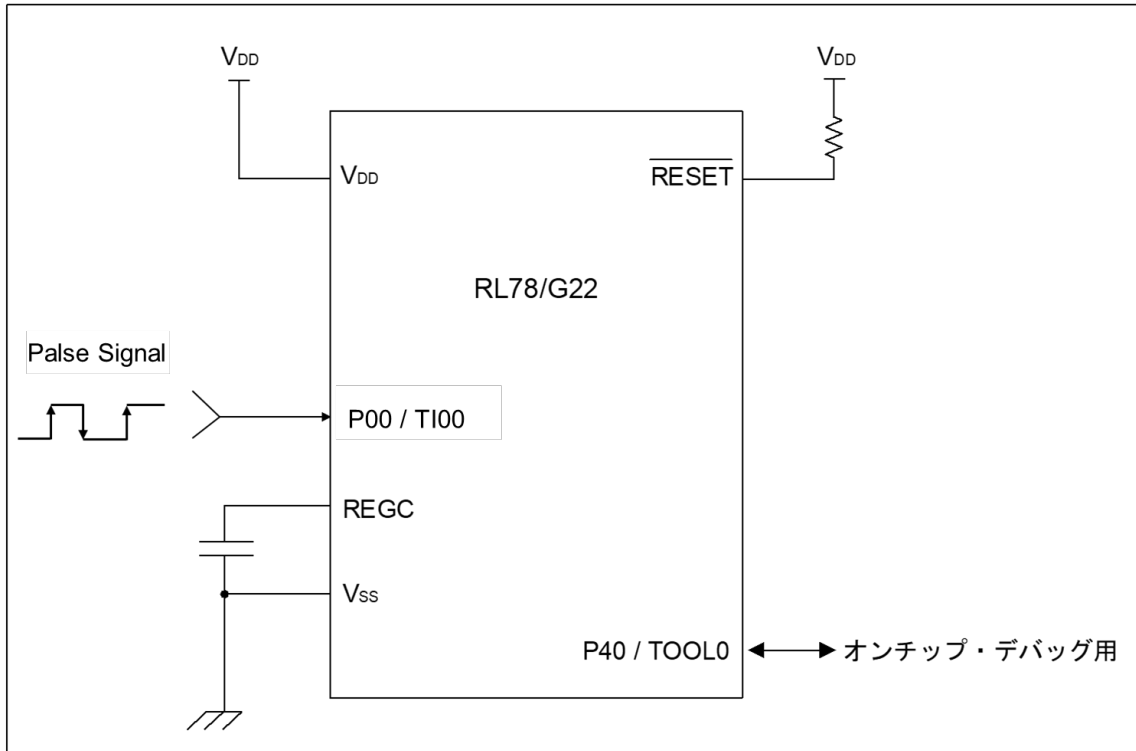 VDD
VDD
VDD
RESET
RL78/G22
Palse Signal
P00 / TI00
REGC
VSS
P40 / TOOL0
オンチップ・デバッグ用